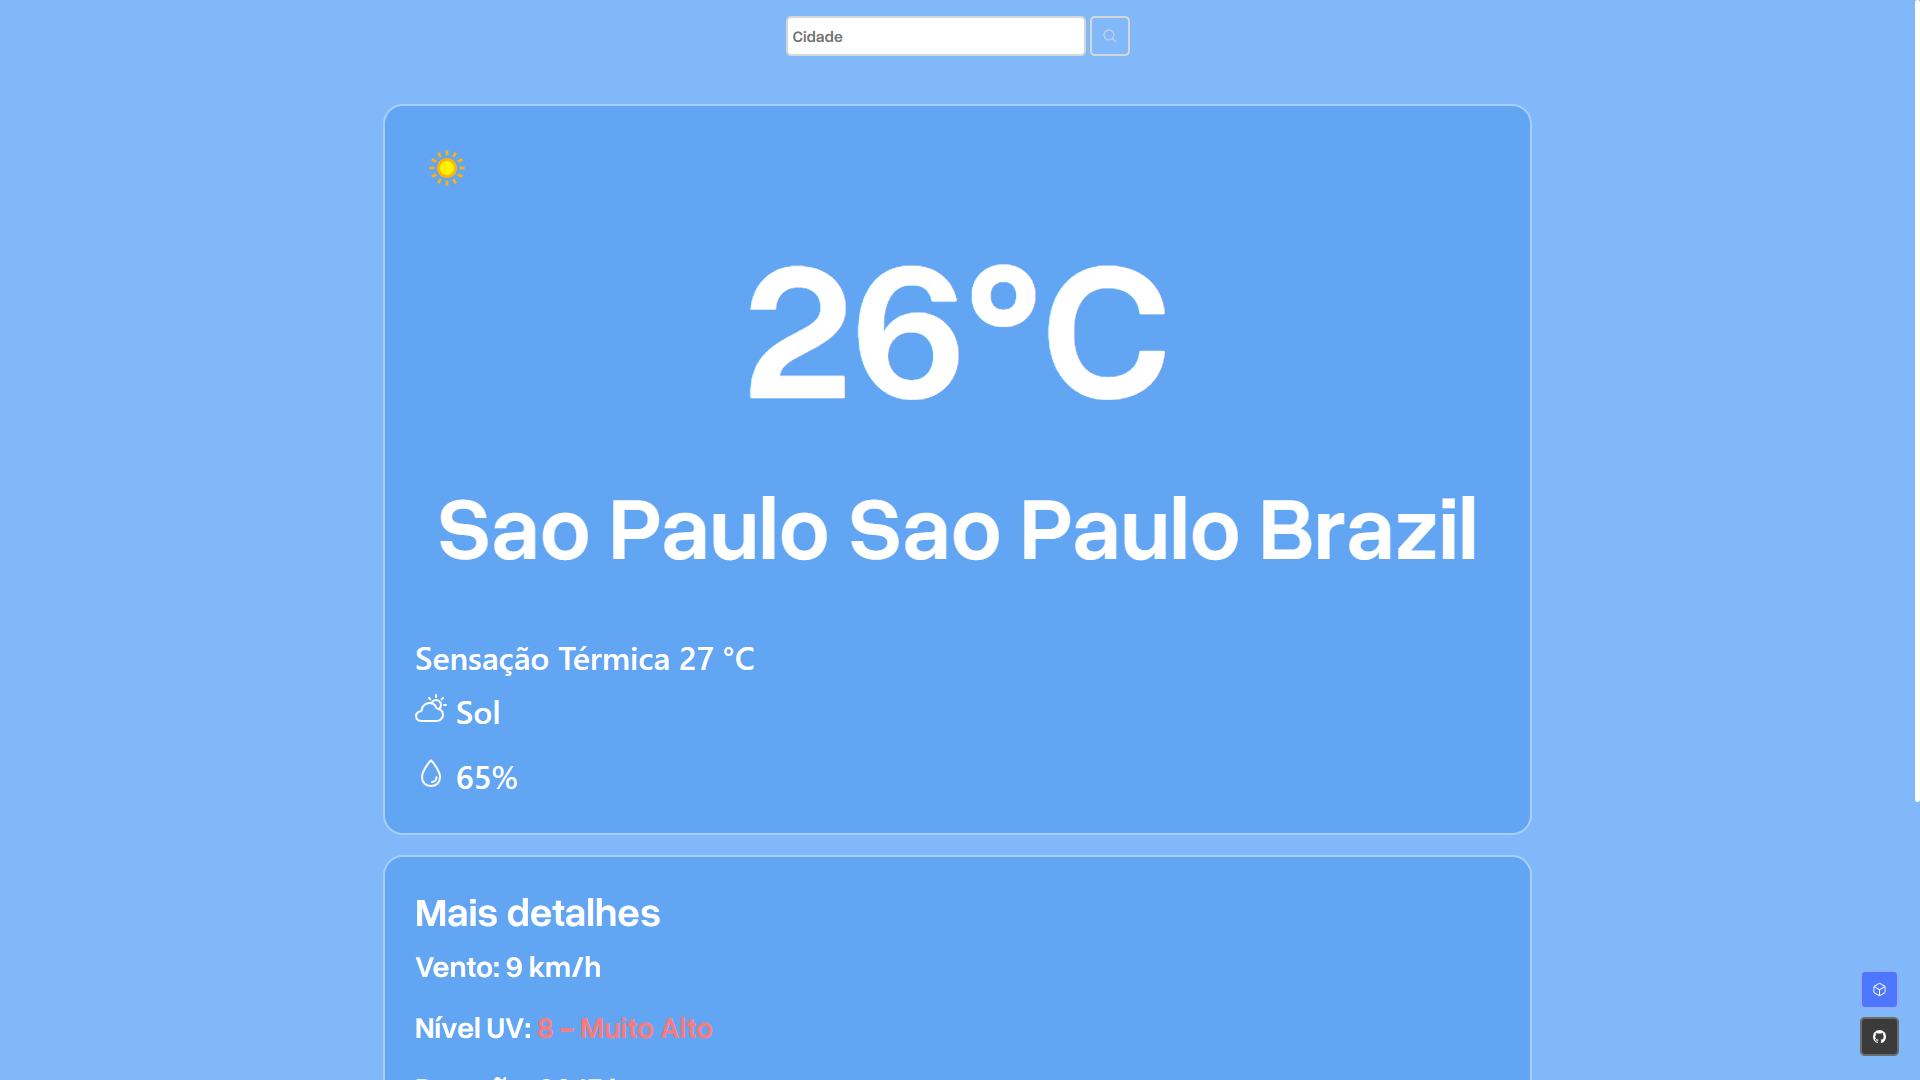 Cidade
26°C
Sao Paulo Sao Paulo Brazil
Sensação Térmica 27 °C
Sol
65%
Mais detalhes
Vento: 9 km/h
Nível UV: 8 – Muito Alto